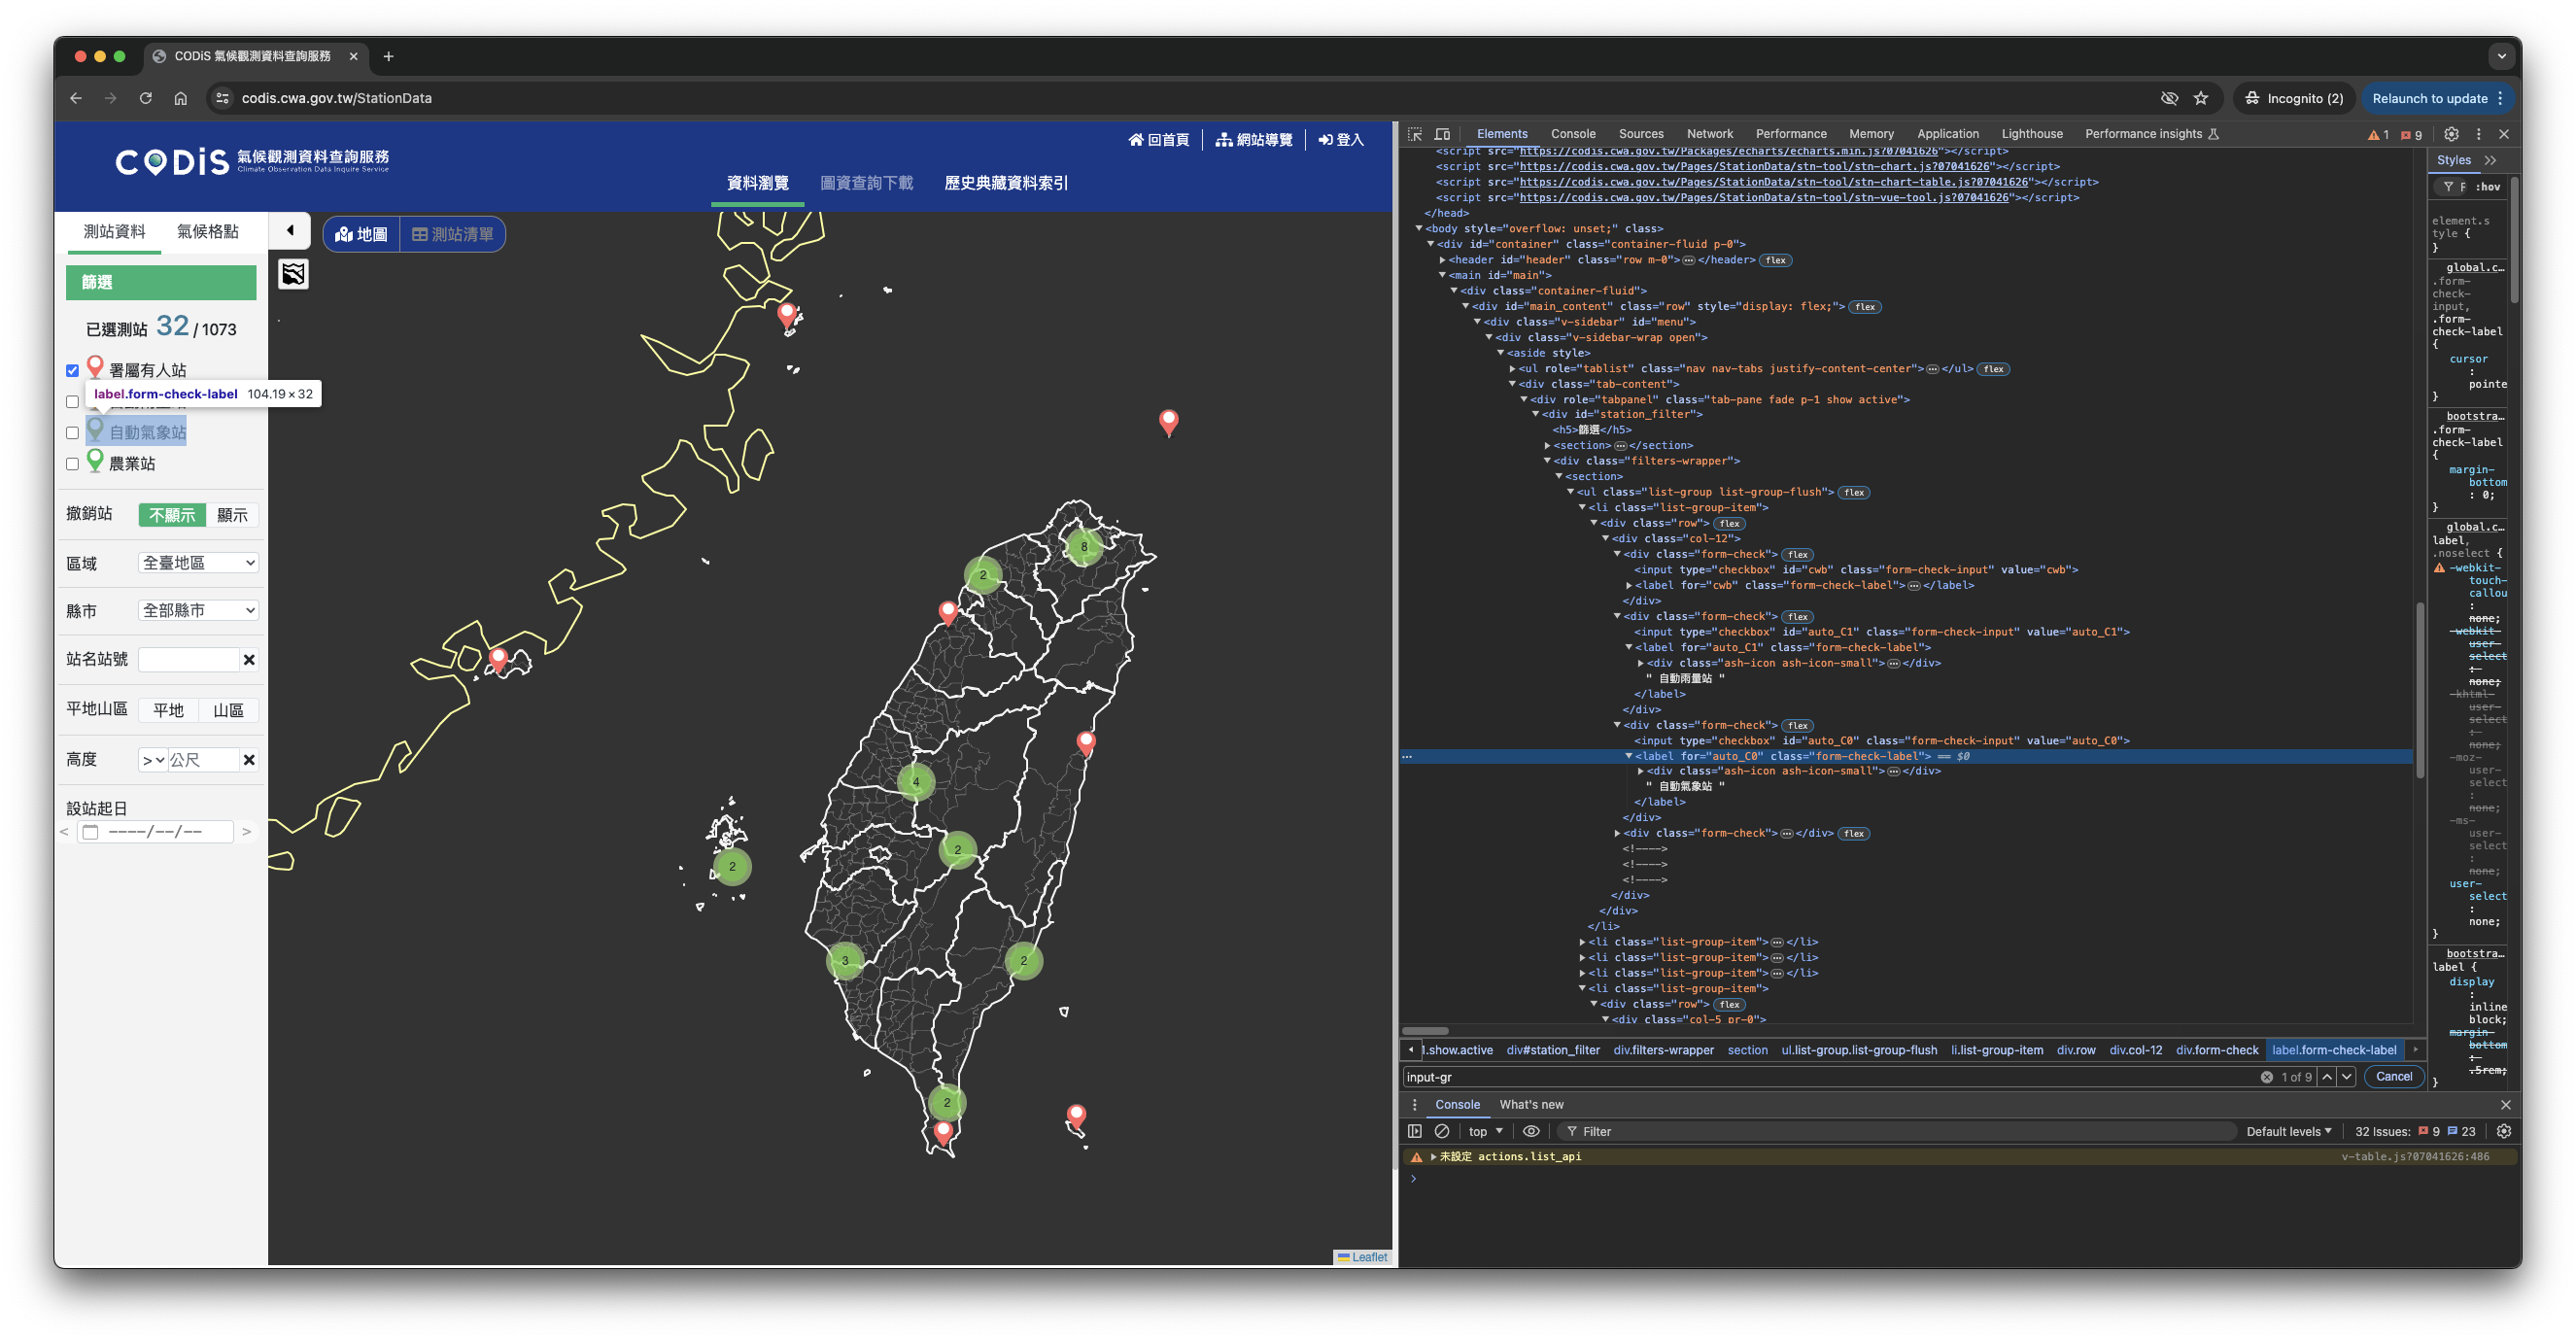 CODiS 氣候觀測資料查詢服務
codis.cwa.gov.tw/StationData
Incognito (2)
Relaunch to update
CODiS 氣候觀測資料查詢服務
Climate Observation Data Inquire Service
回首頁 網站導覽 登入
資料瀏覽 圖資查詢下載 歷史典藏資料索引
測站資料 氣候格點
地圖 測站清單
篩選
已選測站 32 / 1073
署屬有人站
label.form-check-label 104.19 × 32
自動氣象站
農業站
撤銷站 不顯示 顯示
區域 全臺地區
縣市 全部縣市
站名站號
平地山區 平地 山區
高度 > 公尺
設站起日
< ----/--/-- >
8
2
4
2
2
3
2
2
Leaflet
Elements Console Sources Network Performance Memory Application Lighthouse Performance insights 1 9
<script src="https://codis.cwa.gov.tw/Packages/echarts/echarts.min.js?07041626"></script>
<script src="https://codis.cwa.gov.tw/Pages/StationData/stn-tool/stn-chart.js?07041626"></script>
<script src="https://codis.cwa.gov.tw/Pages/StationData/stn-tool/stn-chart-table.js?07041626"></script>
<script src="https://codis.cwa.gov.tw/Pages/StationData/stn-tool/stn-vue-tool.js?07041626"></script>
</head>
<body style="overflow: unset;" class>
<div id="container" class="container-fluid p-0">
<header id="header" class="row m-0">…</header> flex
<main id="main">
<div class="container-fluid">
<div id="main_content" class="row" style="display: flex;"> flex
<div class="v-sidebar" id="menu">
<div class="v-sidebar-wrap open">
<aside style>
<ul role="tablist" class="nav nav-tabs justify-content-center">…</ul> flex
<div class="tab-content">
<div role="tabpanel" class="tab-pane fade p-1 show active">
<div id="station_filter">
<h5>篩選</h5>
<section>…</section>
<div class="filters-wrapper">
<section>
<ul class="list-group list-group-flush"> flex
<li class="list-group-item">
<div class="row"> flex
<div class="col-12">
<div class="form-check"> flex
<input type="checkbox" id="cwb" class="form-check-input" value="cwb">
<label for="cwb" class="form-check-label">…</label>
</div>
<div class="form-check"> flex
<input type="checkbox" id="auto_C1" class="form-check-input" value="auto_C1">
<label for="auto_C1" class="form-check-label">
<div class="ash-icon ash-icon-small">…</div>
" 自動雨量站 "
</label>
</div>
<div class="form-check"> flex
<input type="checkbox" id="auto_C0" class="form-check-input" value="auto_C0">
<label for="auto_C0" class="form-check-label"> == $0
<div class="ash-icon ash-icon-small">…</div>
" 自動氣象站 "
</label>
</div>
<div class="form-check">…</div> flex
<!---->
<!---->
<!---->
</div>
</div>
</li>
<li class="list-group-item">…</li>
<li class="list-group-item">…</li>
<li class="list-group-item">…</li>
<li class="list-group-item">
<div class="row"> flex
<div class="col-5 pr-0">
.show.active div#station_filter div.filters-wrapper section ul.list-group.list-group-flush li.list-group-item div.row div.col-12 div.form-check label.form-check-label
input-gr 1 of 9 Cancel
Styles
:hov
element.s
tyle {
}
global.c…
.form-
check-
input,
.form-
check-label
{
cursor
:
pointe
}
bootstra…
.form-
check-label
{
margin-
bottom
: 0;
}
global.c…
label,
.noselect {
-webkit-
touch-
callou
:
none;
-webkit-
user-
select
:
none;
-khtml-
user-
select
:
none;
-moz-
user-
select
:
none;
-ms-
user-
select
:
none;
user-
select
:
none;
}
bootstra…
label {
display
:
inline
block;
margin-
bottom
:
.5rem;
}
Console What's new
top Filter Default levels 32 Issues: 9 23
未設定 actions.list_api v-table.js?07041626:486